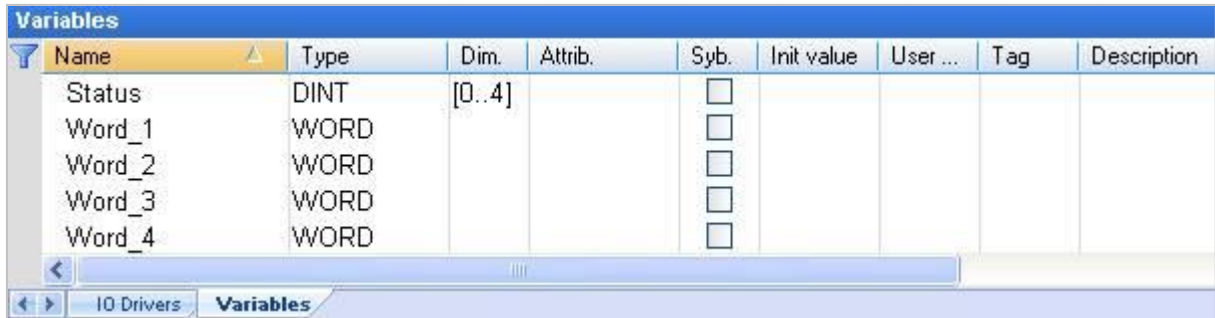 Variables
Name Type Dim. Attrib. Syb. Init value User ... Tag Description
Status DINT [0..4]
Word_1 WORD
Word_2 WORD
Word_3 WORD
Word_4 WORD
IO Drivers Variables